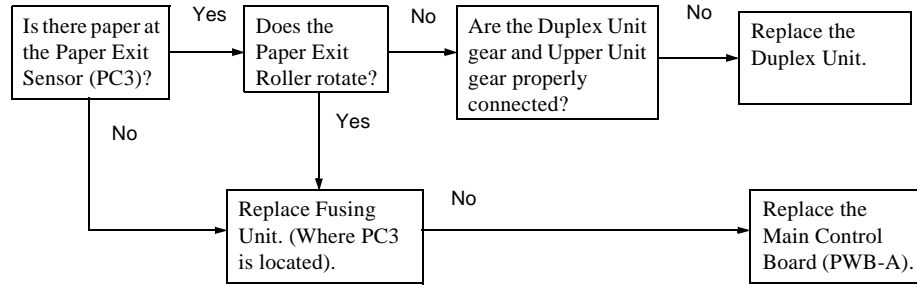 Is there paper at
the Paper Exit
Sensor (PC3)?
Yes
Does the
Paper Exit
Roller rotate?
No
Are the Duplex Unit
gear and Upper Unit
gear properly
connected?
No
Replace the
Duplex Unit.
No
Yes
Replace Fusing
Unit. (Where PC3
is located).
No
Replace the
Main Control
Board (PWB-A).